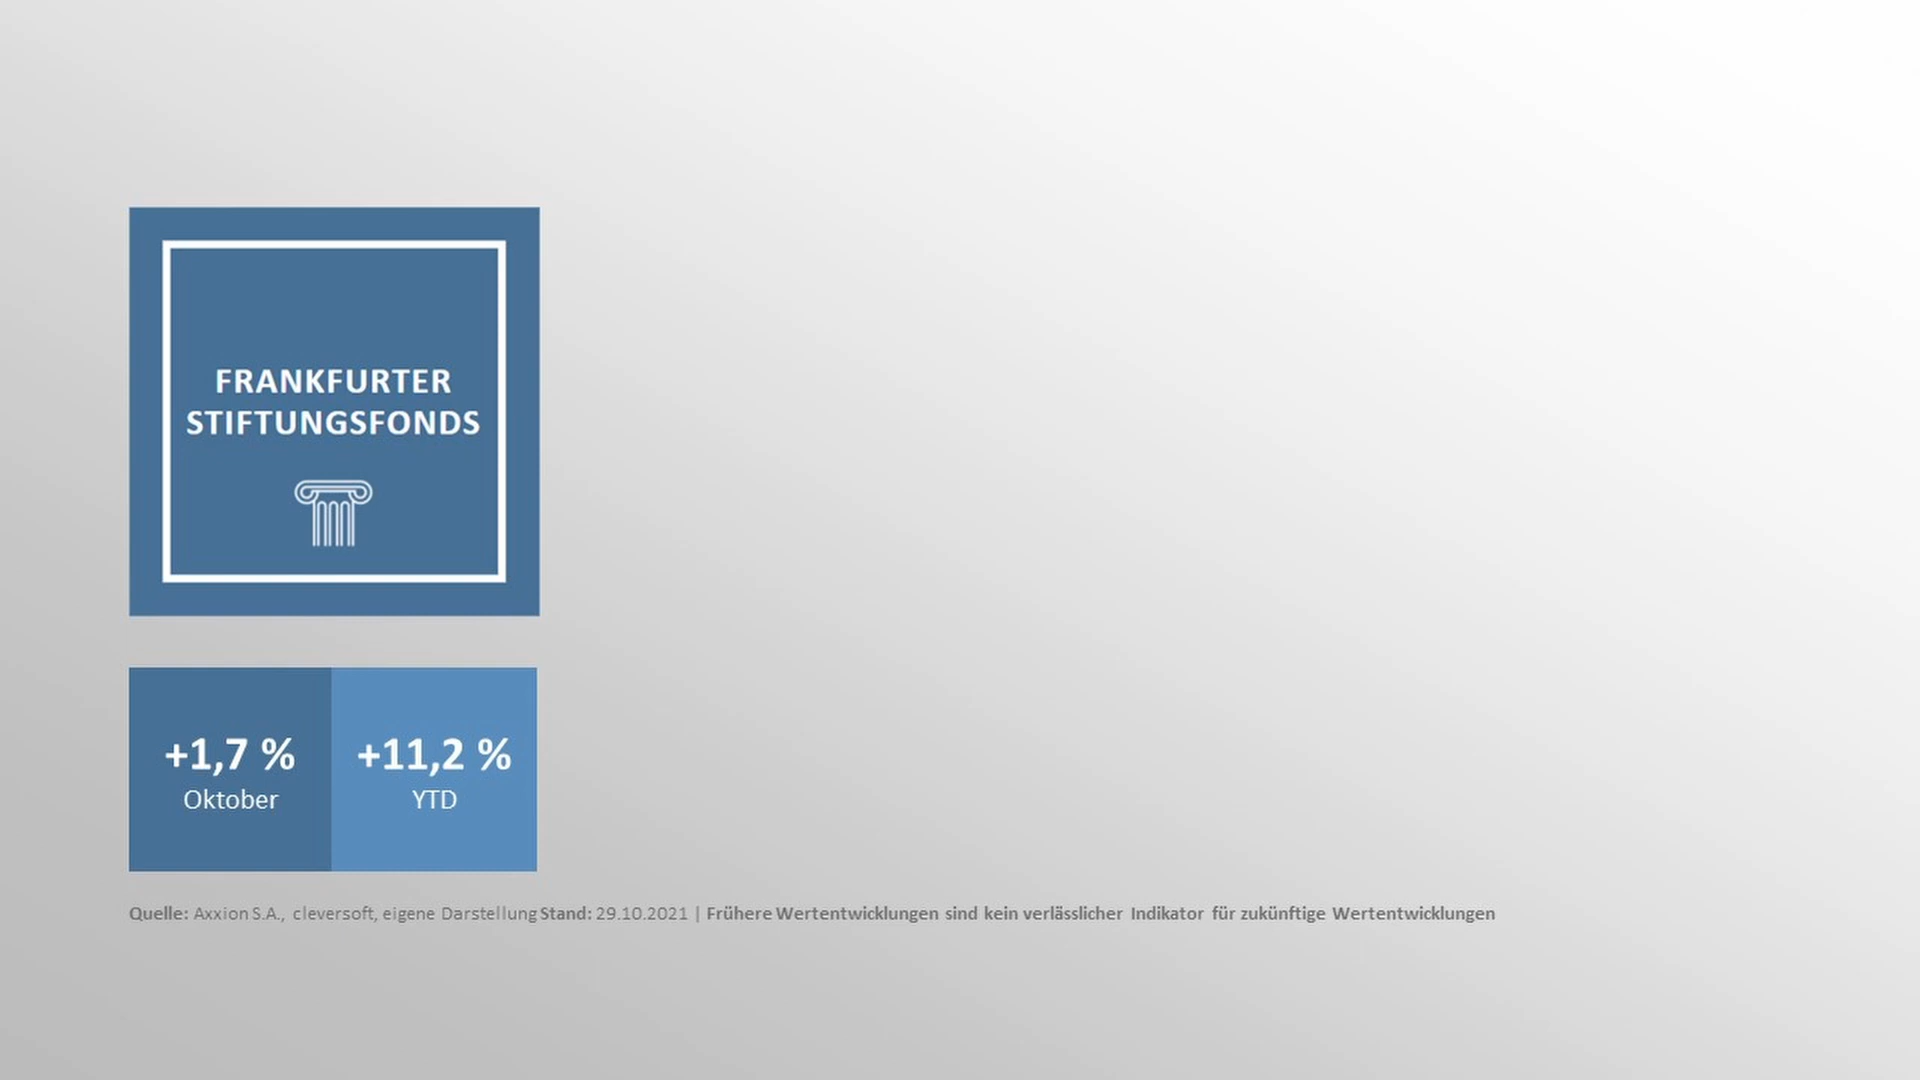 FRANKFURTER
STIFTUNGSFONDS
+1,7 %
Oktober
+11,2 %
YTD
Quelle: Axxion S.A., cleversoft, eigene Darstellung Stand: 29.10.2021 | Frühere Wertentwicklungen sind kein verlässlicher Indikator für zukünftige Wertentwicklungen